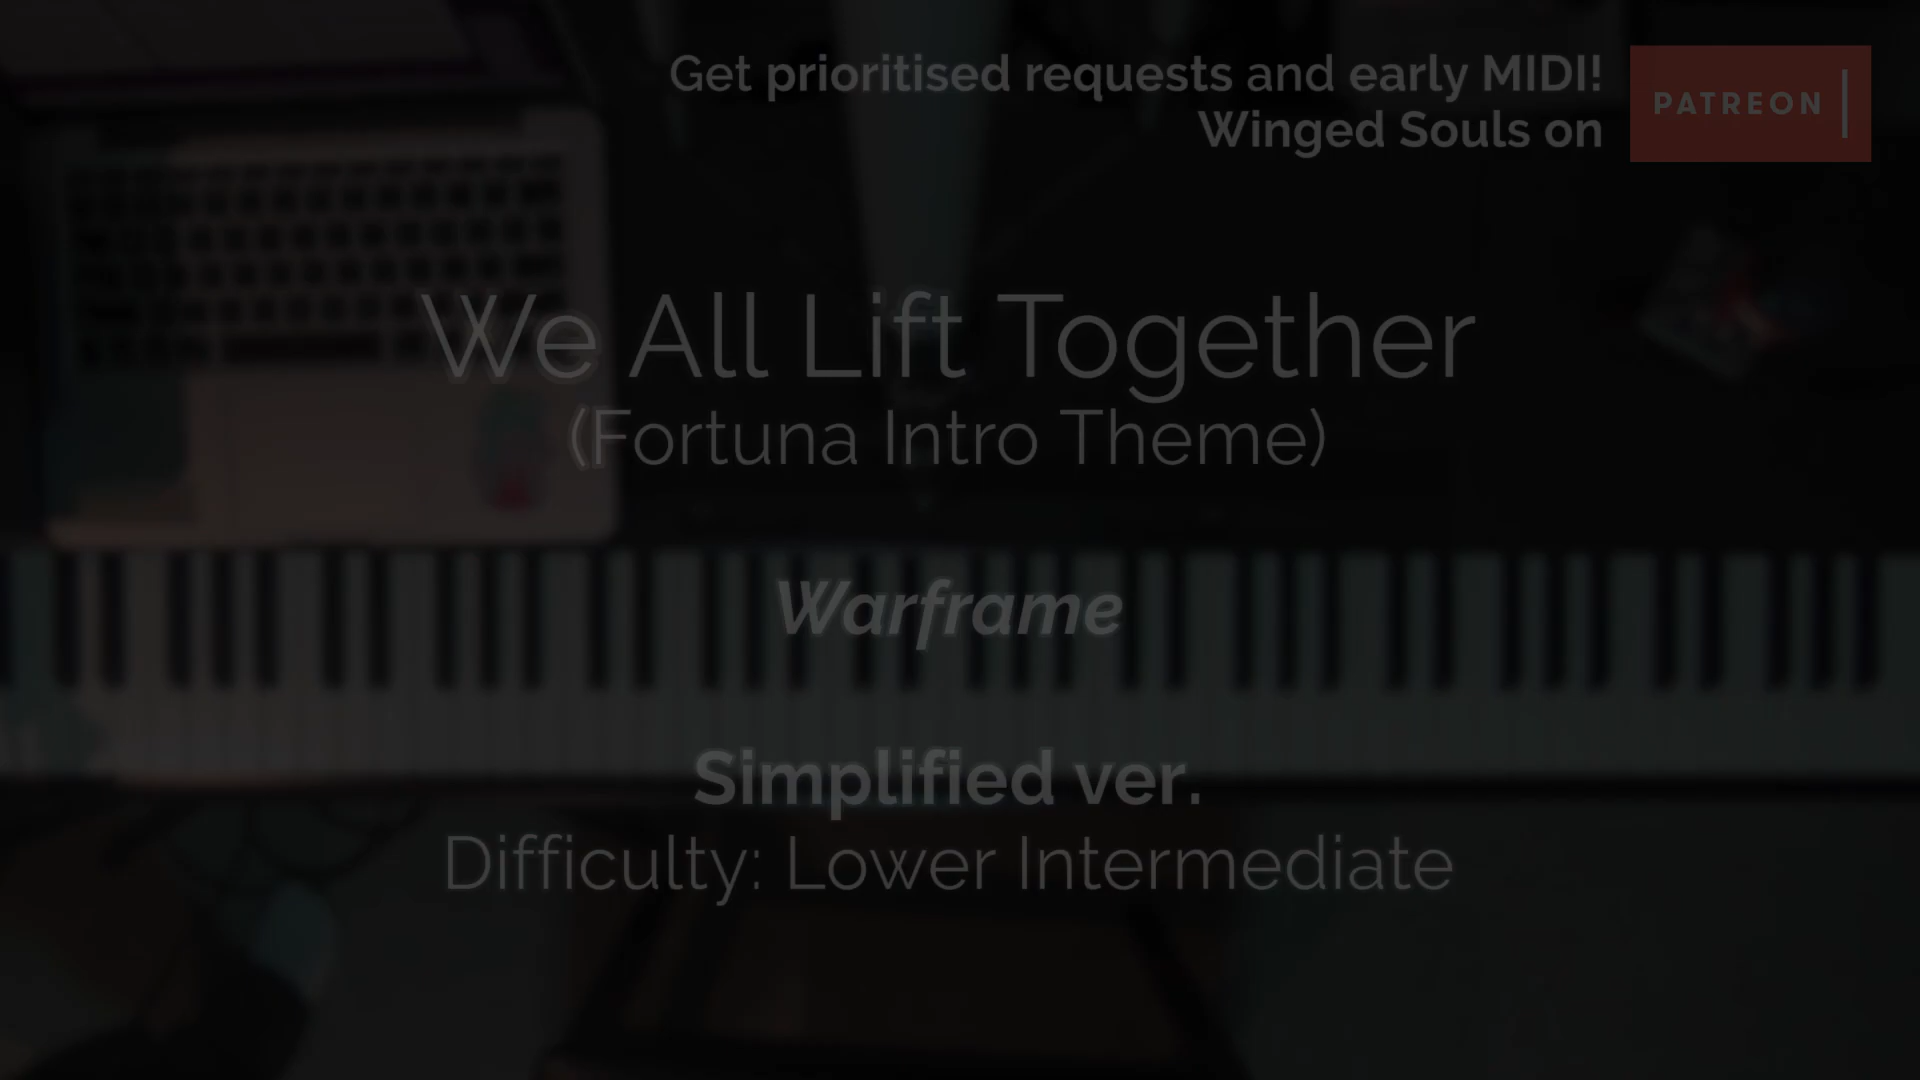 Get prioritised requests and early MIDI!
Winged Souls on
PATREON
We All Lift Together
(Fortuna Intro Theme)
Warframe
Simplified ver.
Difficulty: Lower Intermediate